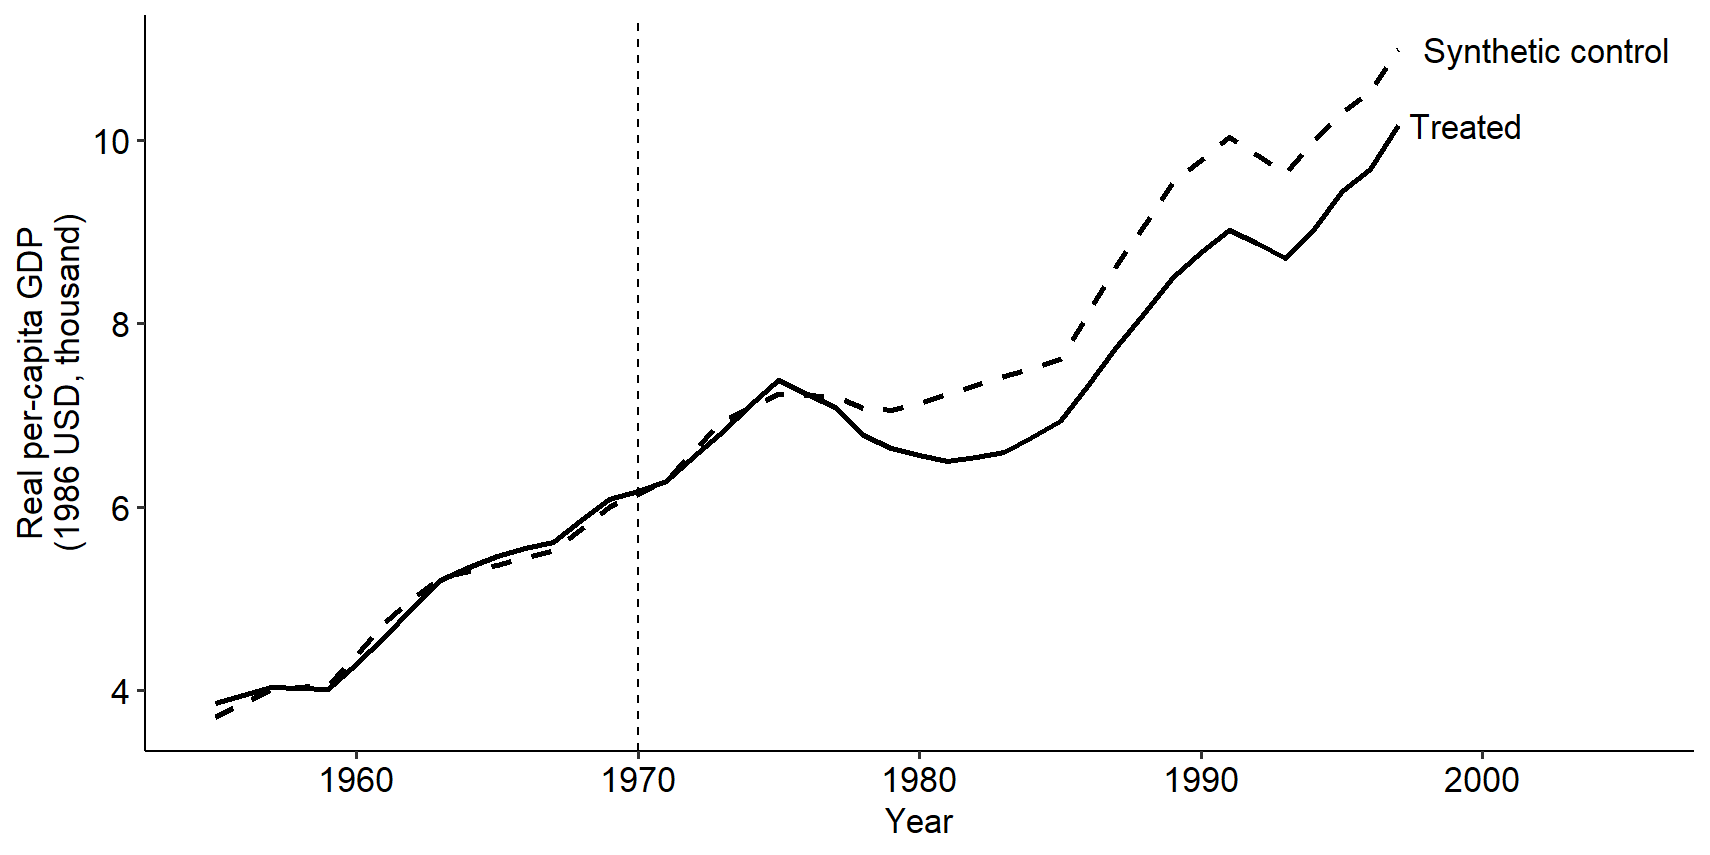 Synthetic control
Treated
10
8
6
4
Real per-capita GDP
(1986 USD, thousand)
1960
1970
1980
1990
2000
Year